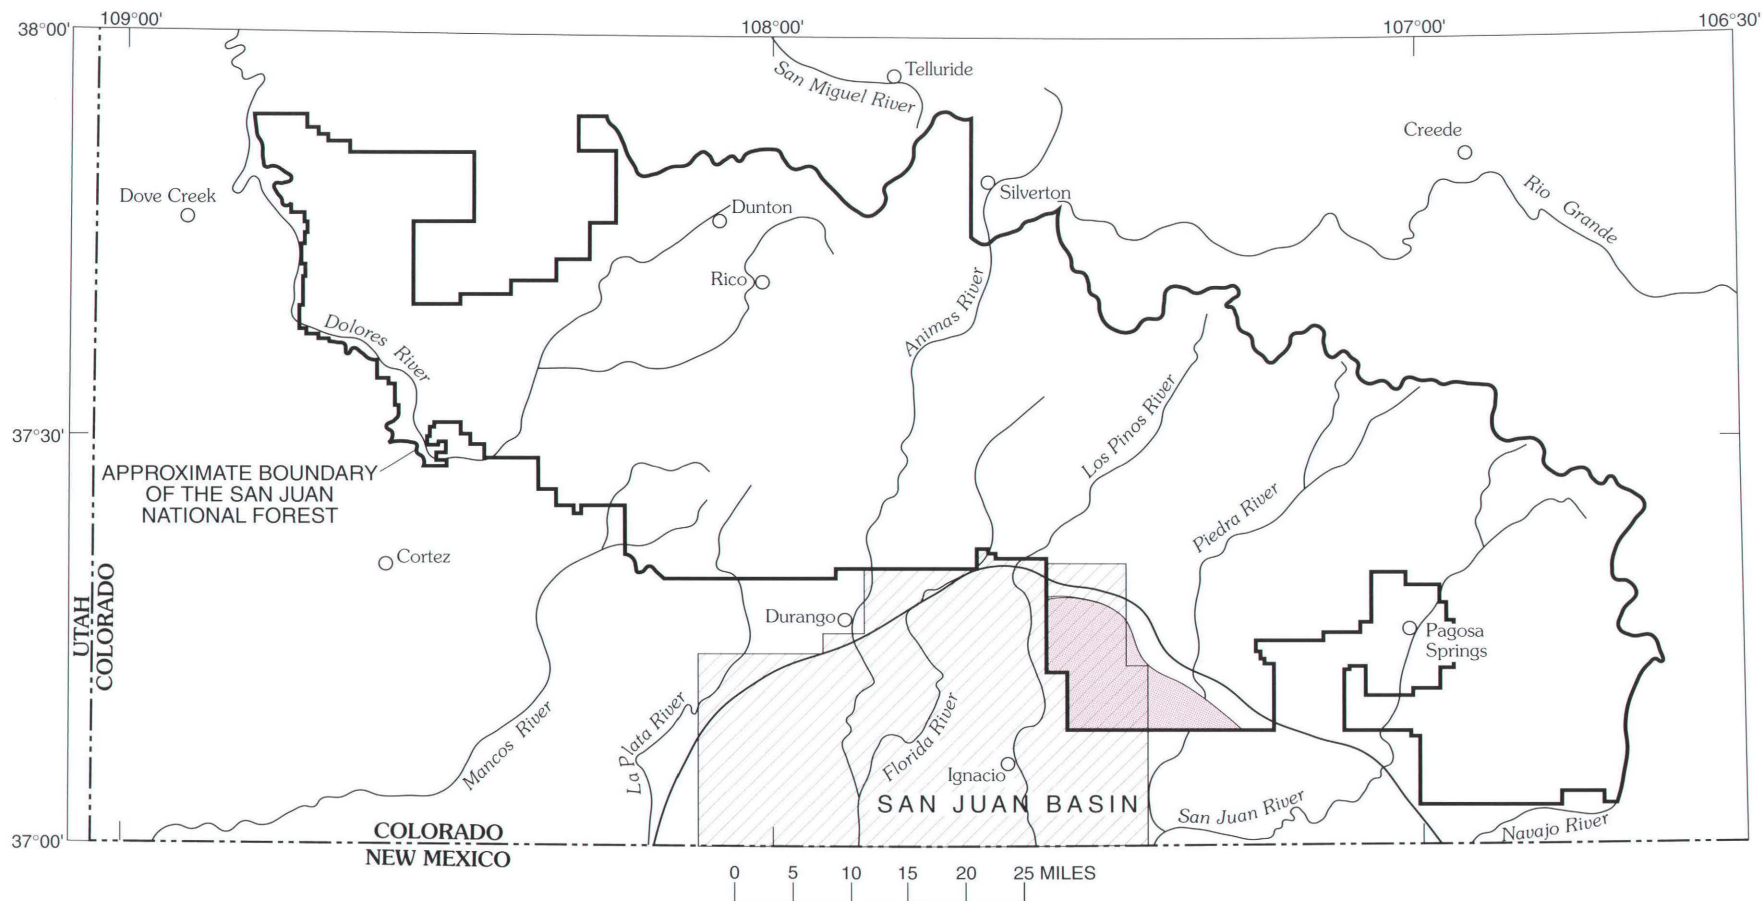 109°00'
108°00'
107°00'
106°30'
38°00'
Telluride
San Miguel River
Creede
Dove Creek
Silverton
Rio Grande
Dunton
Rico
Animas River
Dolores River
Los Pinos River
37°30'
APPROXIMATE BOUNDARY
OF THE SAN JUAN
NATIONAL FOREST
Piedra River
Cortez
UTAH
COLORADO
Durango
Pagosa
Springs
La Plata River
Mancos River
Florida River
Ignacio
SAN JUAN BASIN
San Juan River
Navajo River
37°00'
COLORADO
NEW MEXICO
0 5 10 15 20 25 MILES